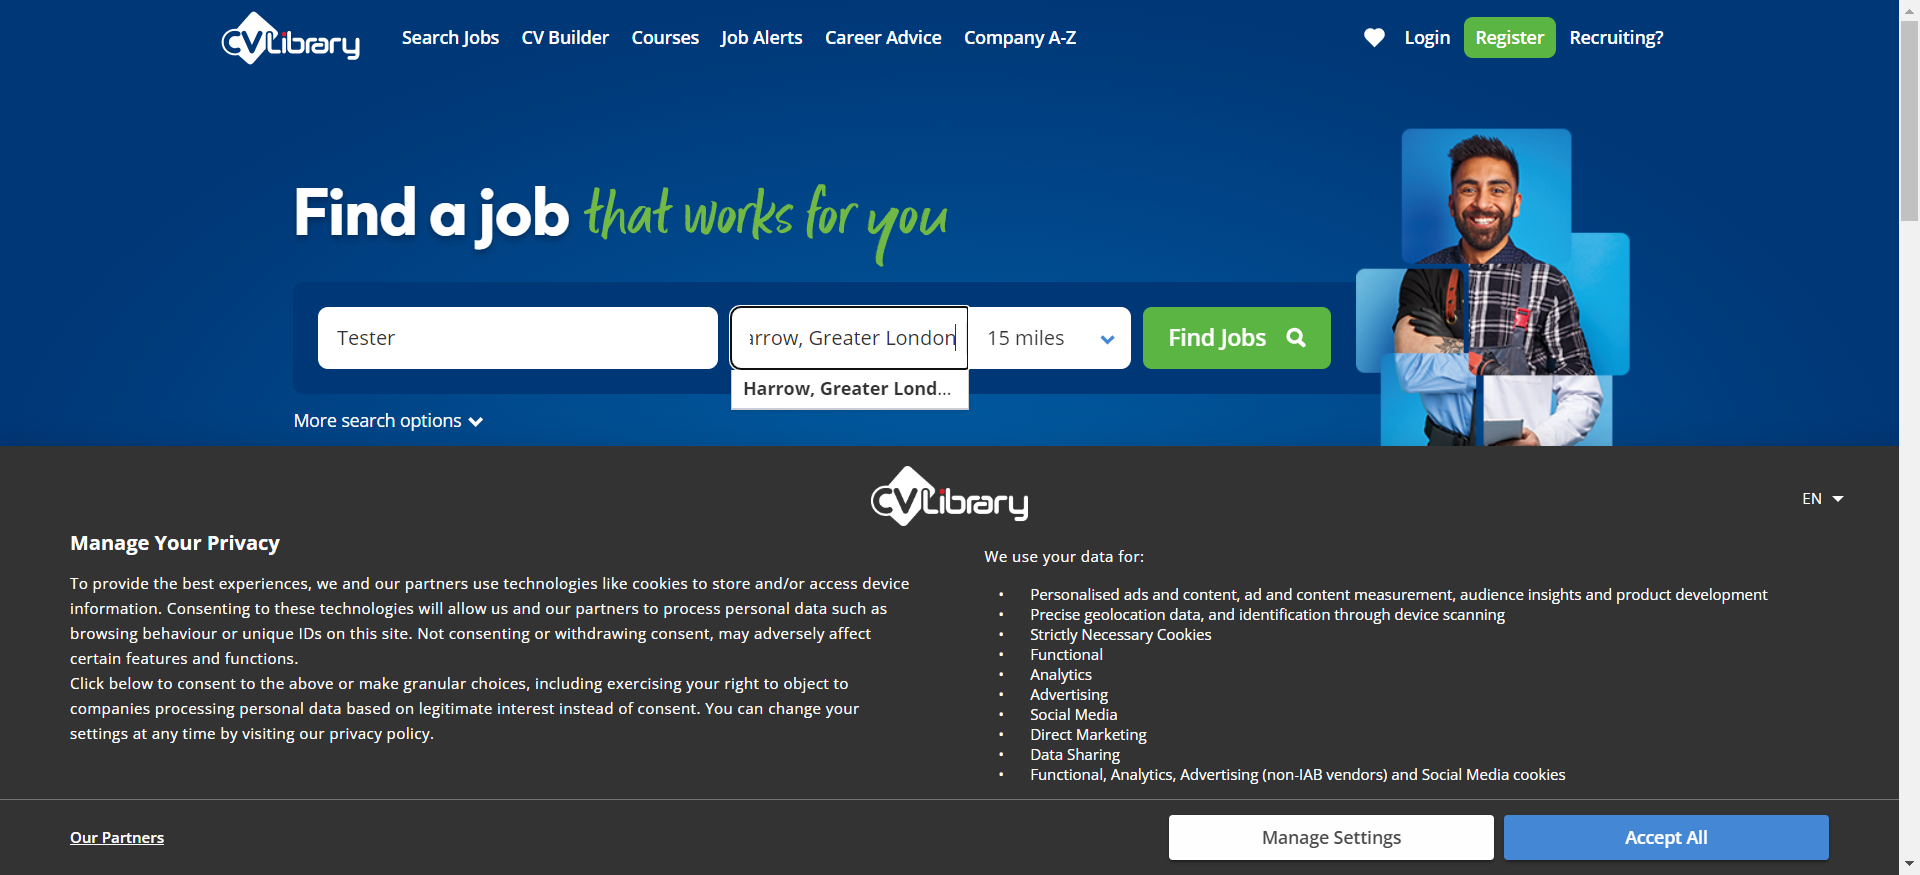 CV Library
Search Jobs
CV Builder
Courses
Job Alerts
Career Advice
Company A-Z
Login
Register
Recruiting?
Find a job that works for you
Tester
arrow, Greater London
15 miles
Find Jobs
Harrow, Greater Lond...
More search options
CV Library
EN
Manage Your Privacy
To provide the best experiences, we and our partners use technologies like cookies to store and/or access device
information. Consenting to these technologies will allow us and our partners to process personal data such as
browsing behaviour or unique IDs on this site. Not consenting or withdrawing consent, may adversely affect
certain features and functions.
Click below to consent to the above or make granular choices, including exercising your right to object to
companies processing personal data based on legitimate interest instead of consent. You can change your
settings at any time by visiting our privacy policy.
We use your data for:
• Personalised ads and content, ad and content measurement, audience insights and product development
• Precise geolocation data, and identification through device scanning
• Strictly Necessary Cookies
• Functional
• Analytics
• Advertising
• Social Media
• Direct Marketing
• Data Sharing
• Functional, Analytics, Advertising (non-IAB vendors) and Social Media cookies
Our Partners
Manage Settings
Accept All